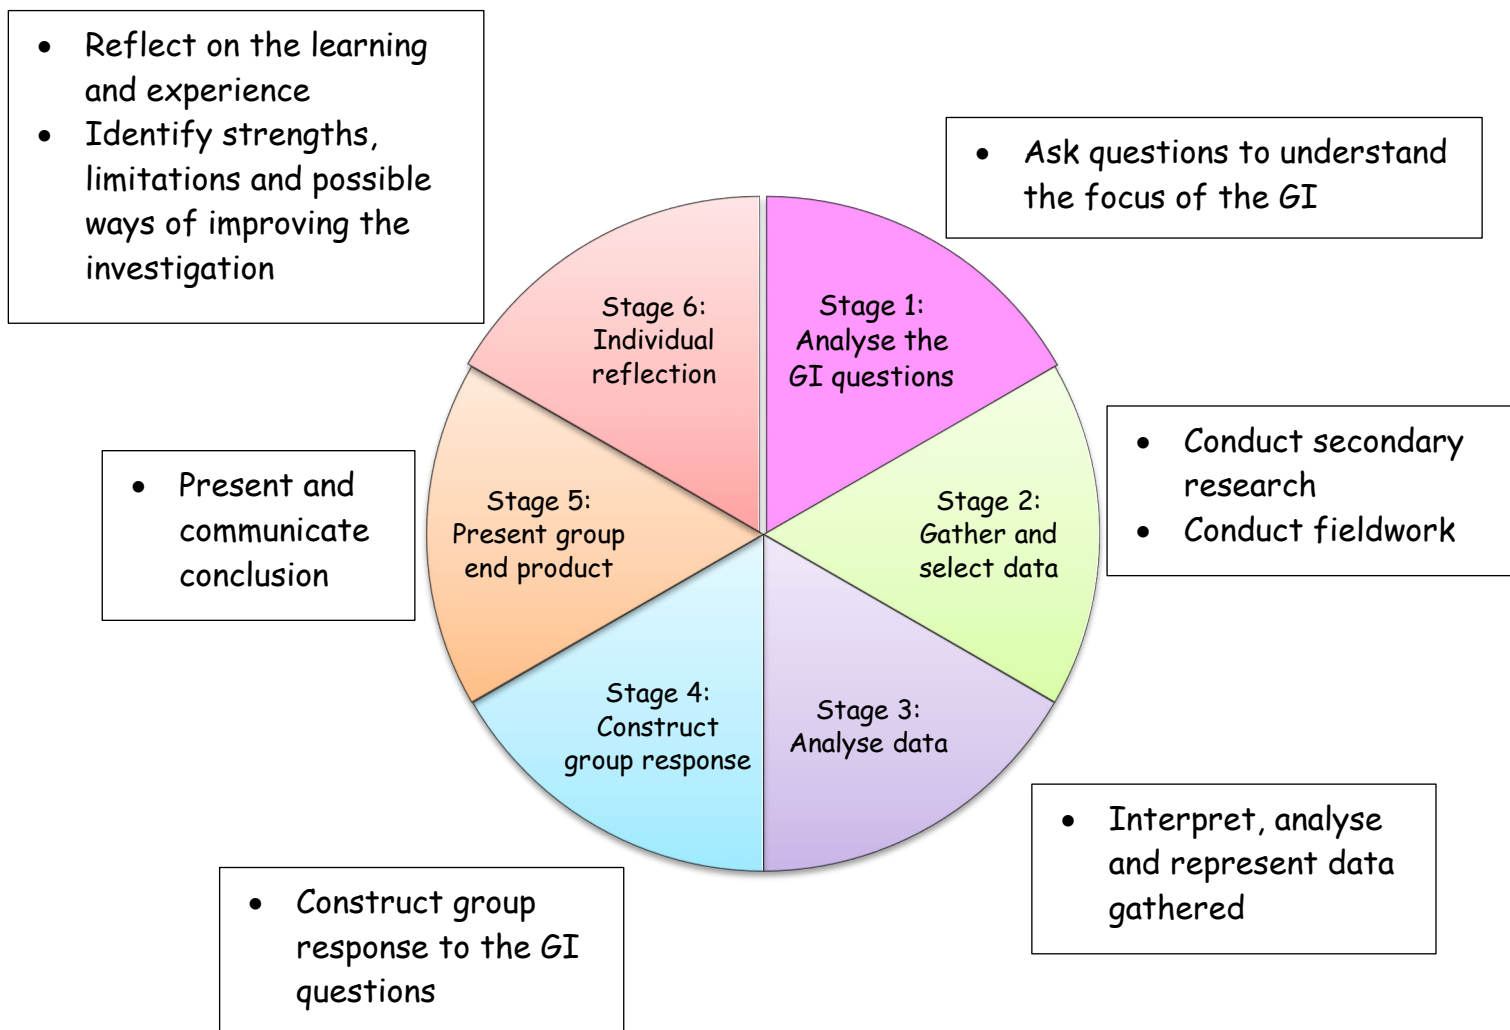 • Reflect on the learning
and experience
• Identify strengths,
limitations and possible
ways of improving the
investigation
• Ask questions to understand
the focus of the GI
Stage 6:
Individual
reflection
Stage 1:
Analyse the
GI questions
• Conduct secondary
research
• Conduct fieldwork
• Present and
communicate
conclusion
Stage 5:
Present group
end product
Stage 2:
Gather and
select data
Stage 4:
Construct
group response
Stage 3:
Analyse data
• Interpret, analyse
and represent data
gathered
• Construct group
response to the GI
questions